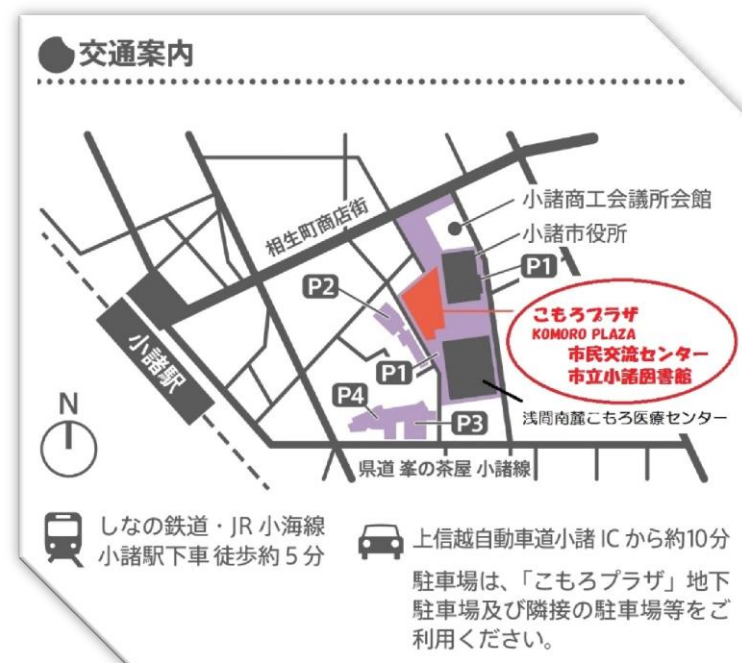 交通案内
小諸商工会議所会館
相生町商店街
小諸市役所
P1
P2
こもろプラザ
KOMORO PLAZA
市民交流センター
市立小諸図書館
小諸駅
P1
P4
P3
浅間南麓こもろ医療センター
N
県道 峯の茶屋 小諸線
しなの鉄道・JR 小海線
小諸駅下車 徒歩約 5 分
上信越自動車道小諸 IC から約10分
駐車場は、「こもろプラザ」地下
駐車場及び隣接の駐車場等をご
利用ください。